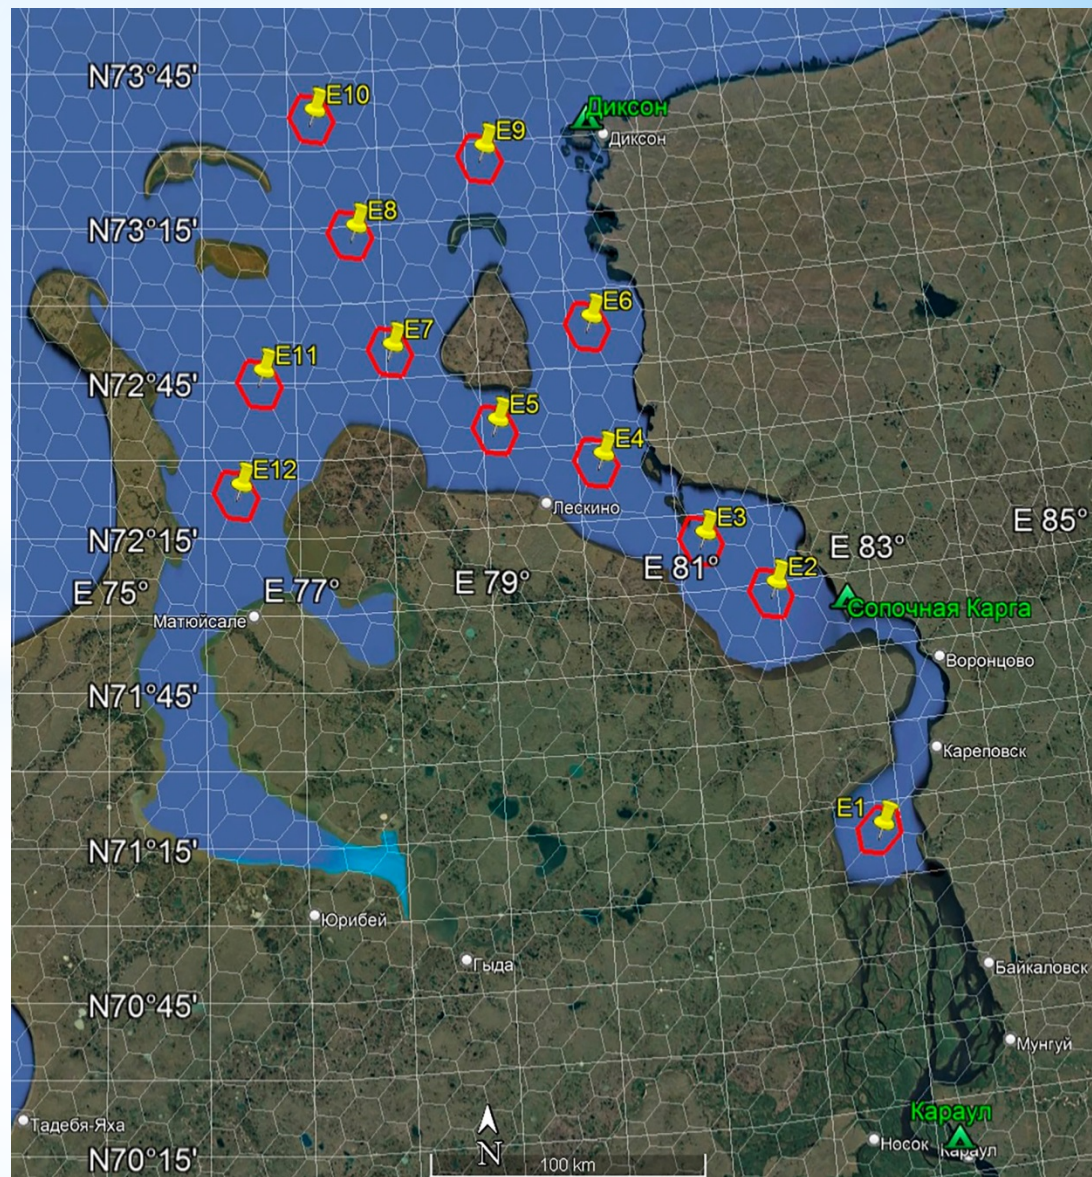 N73°45'
E10
Диксон
E9
Диксон
E8
N73°15'
E6
E7
E11
N72°45'
E5
E4
E12
Лескино
E3
E 85°
N72°15'
E 83°
E 81°
E2
E 79°
E 77°
E 75°
Сопочная Карга
Матюйсале
Воронцово
N71°45'
Кареповск
E1
N71°15'
Юрибей
Гыда
Байкаловск
N70°45'
Мунгуй
Караул
Тадебя-Яха
Носок
Караул
N
N70°15'
100 km